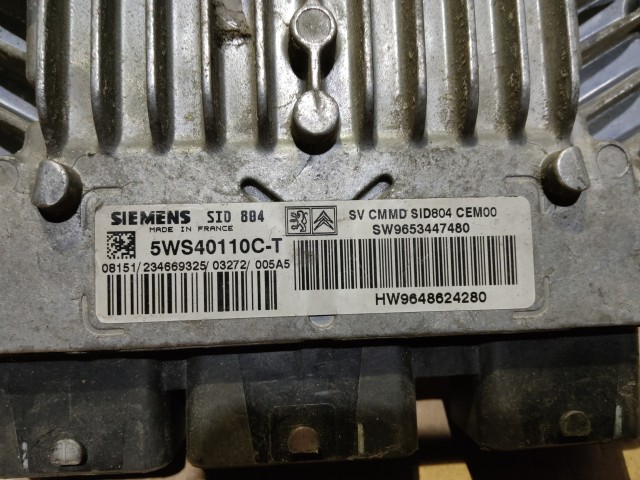 SIEMENS SID 804
MADE IN FRANCE
5WS40110C-T
08151/234669325/03272/005A5
SV CMMD SID804 CEM00
SW9653447480
HW9648624280